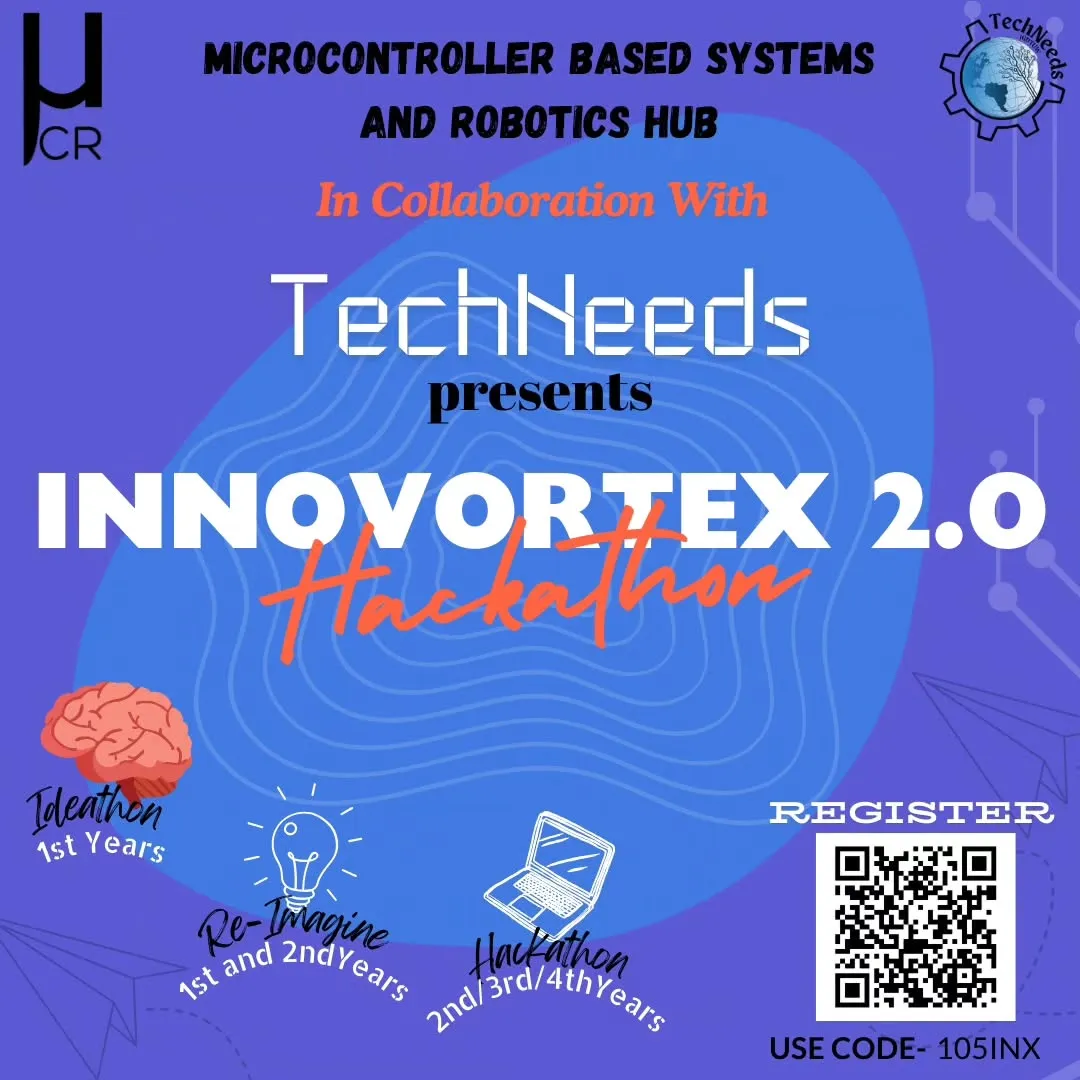 µ
CR
MICROCONTROLLER BASED SYSTEMS
AND ROBOTICS HUB
TechNeeds
In Collaboration With
TechNeeds
presents
INNOVORTEX 2.0
Hackathon
Ideathon
1st Years
Re-Imagine
1st and 2ndYears
Hackathon
2nd/3rd/4thYears
REGISTER
USE CODE- 105INX